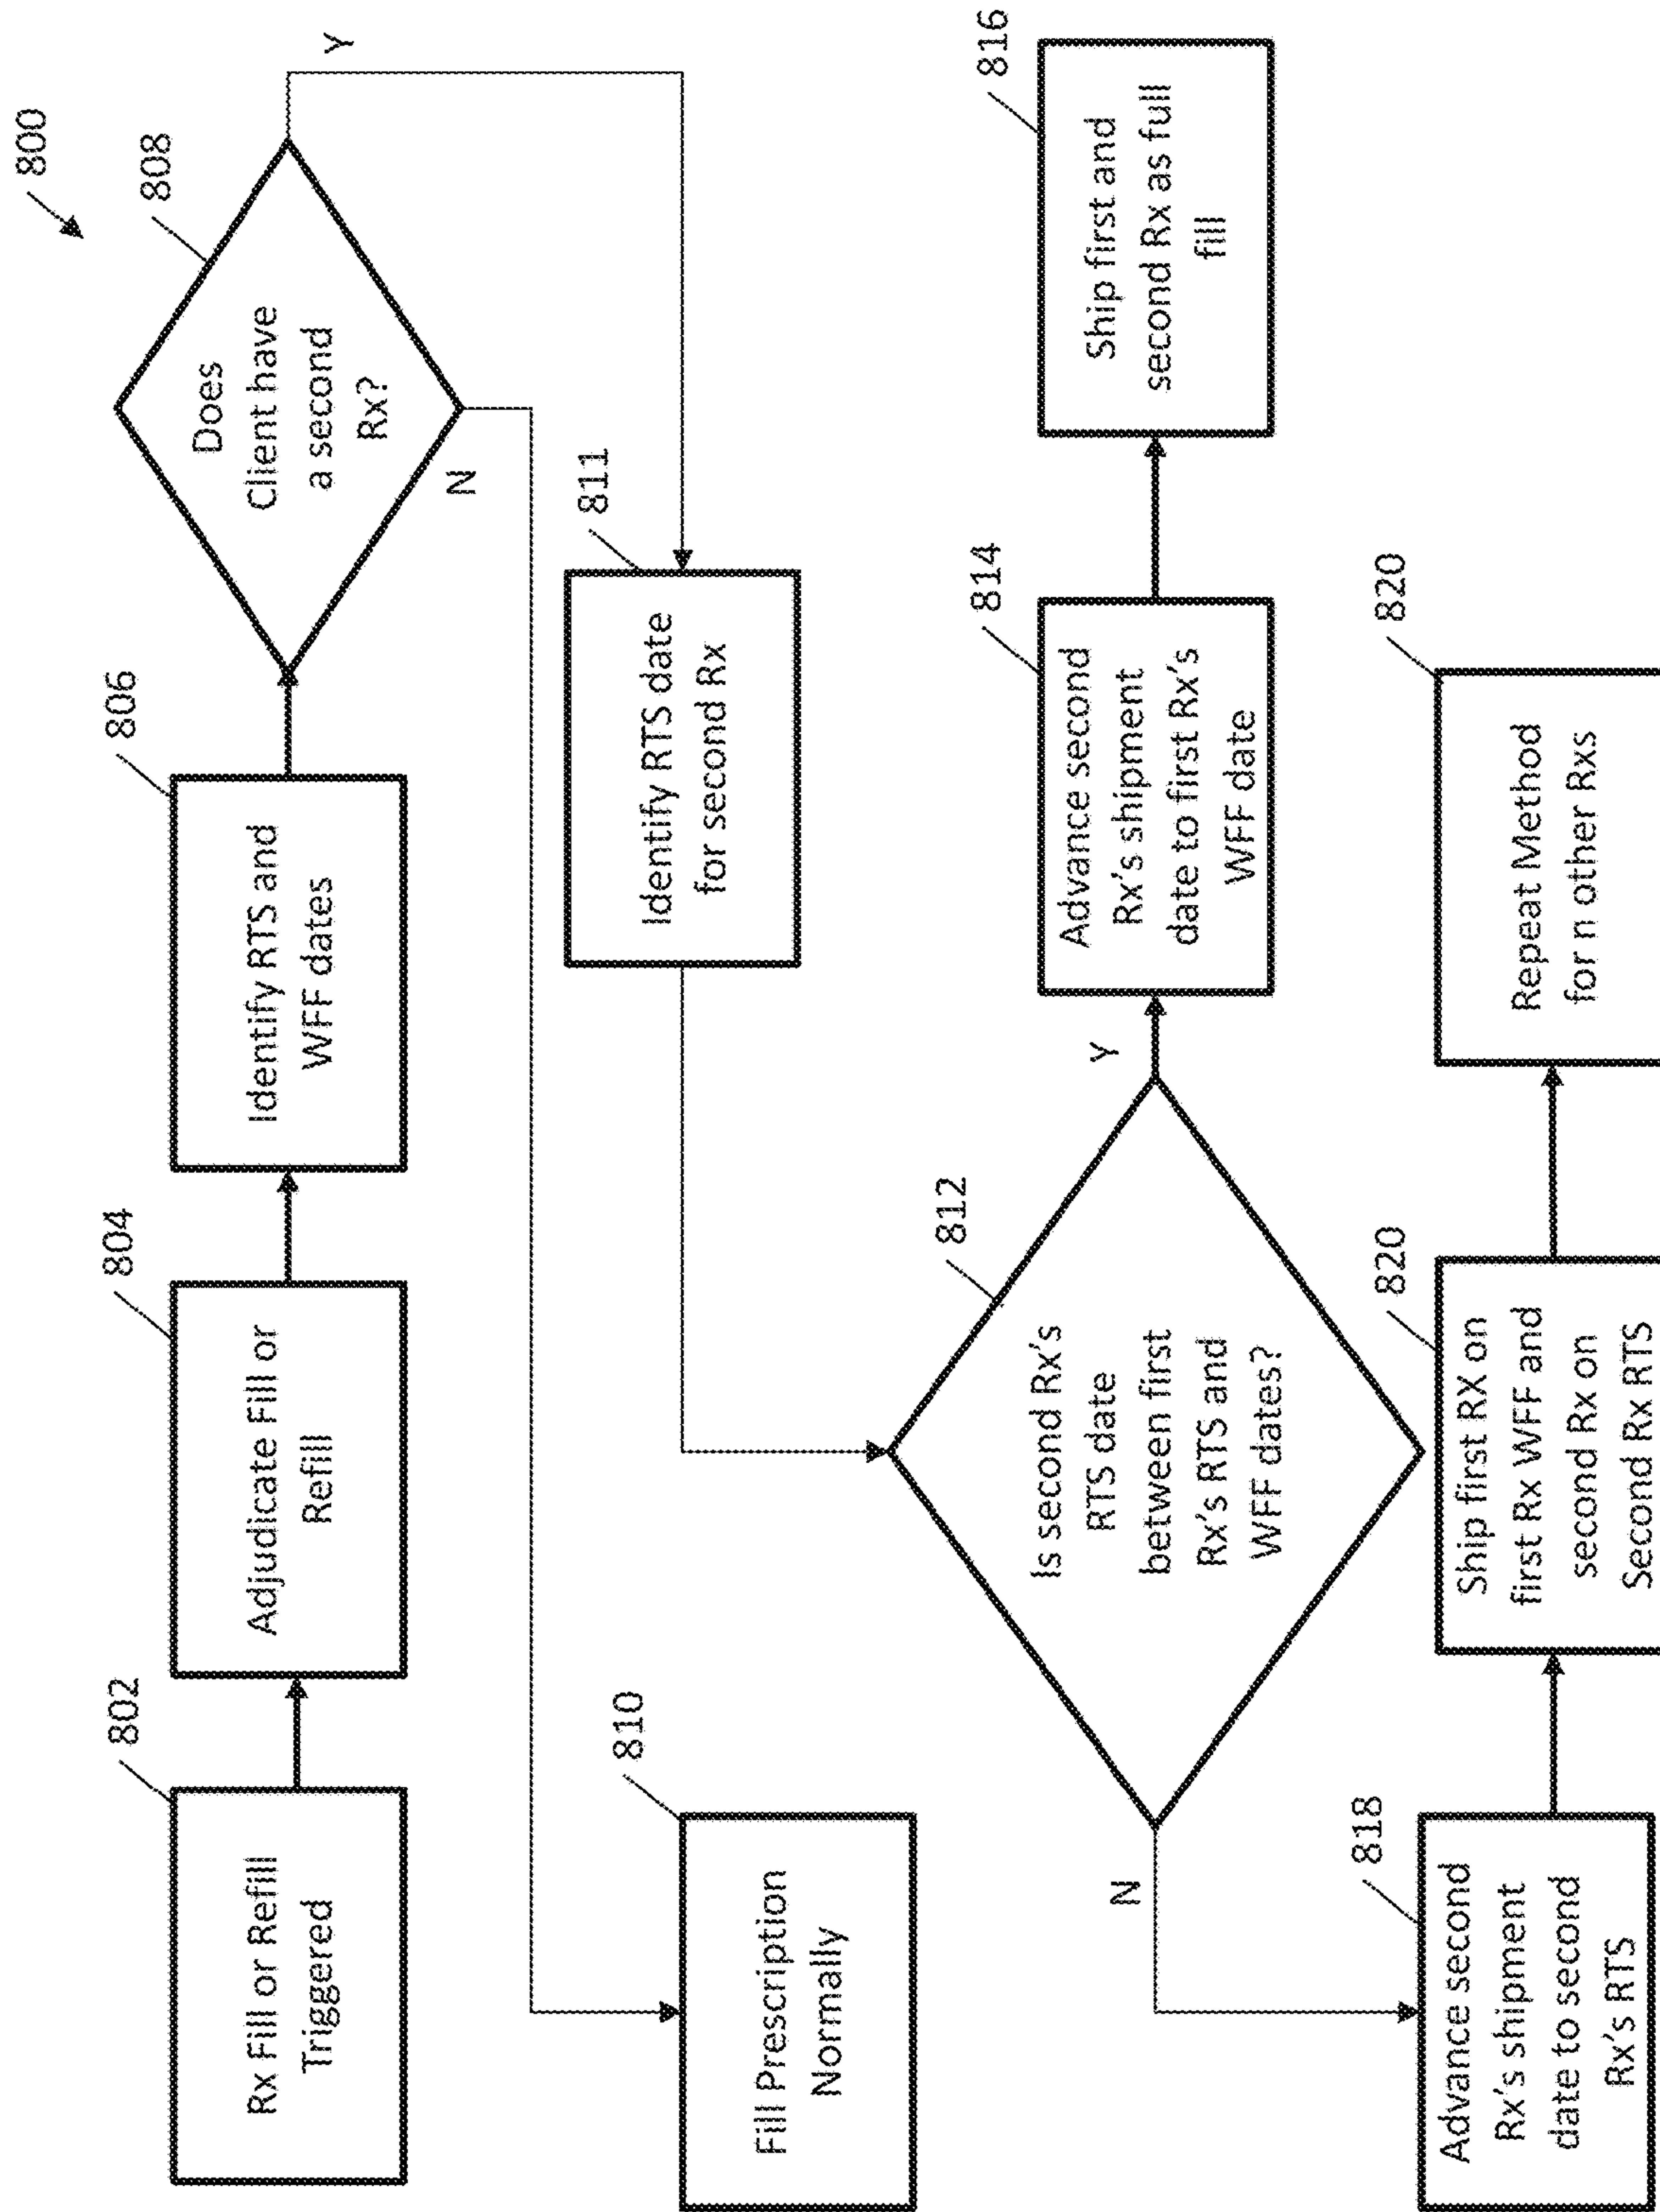 800
802
Rx Fill or Refill
Triggered
804
Adjudicate Fill or
Refill
806
Identify RTS and
WFF dates
808
Does
Client have
a second
Rx?
Y
N
810
Fill Prescription
Normally
811
Identify RTS date
for second Rx
812
Is second Rx's
RTS date
between first
Rx's RTS and
WFF dates?
Y
N
814
Advance second
Rx's shipment
date to first Rx's
WFF date
816
Ship first and
second Rx as full
fill
818
Advance second
Rx's shipment
date to second
Rx's RTS
820
Ship first RX on
first Rx WFF and
second Rx on
Second Rx RTS
820
Repeat Method
for n other Rxs